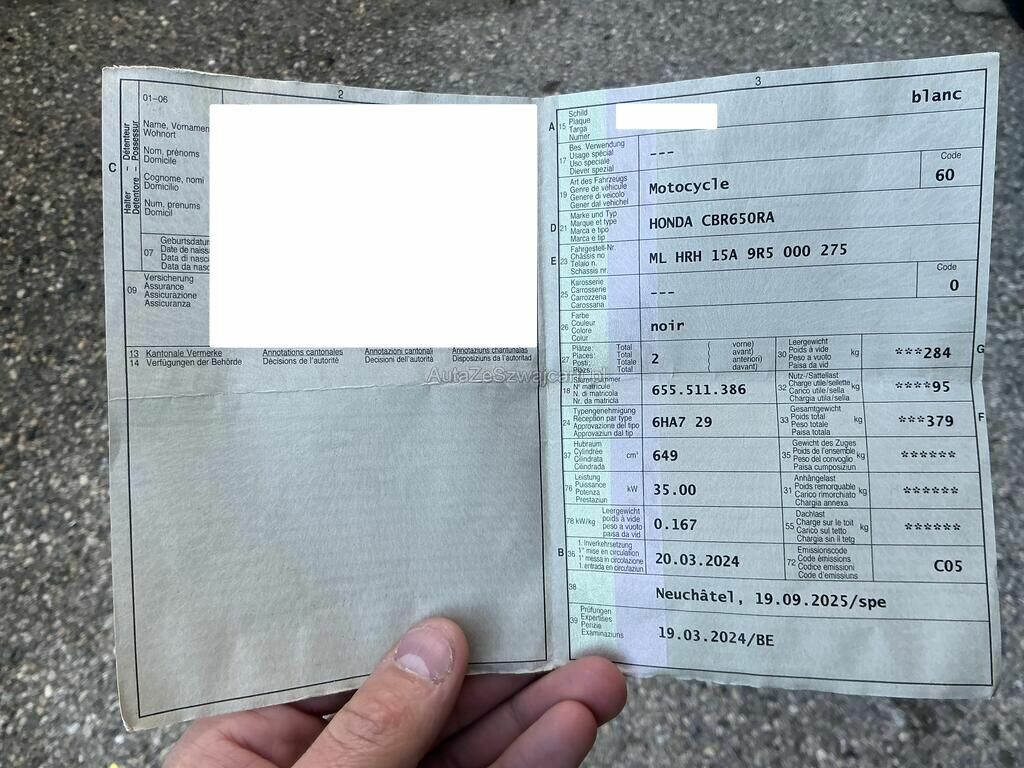 2
01-06
Name, Vornamen
Wohnort
Nom, prénoms
Domicile
Cognome, nomi
Domicilio
Num, prenums
Domicil
C
Halter – Détenteur
Detentore – Possessur
07
Geburtsdatum
Date de naiss
Data di nasc
Data da nasc
09
Versicherung
Assurance
Assicurazione
Assicuranza
13 Kantonale Vermerke
Annotations cantonales
Annotazioni cantonali
Annotaziuns chantunalas
14 Verfügungen der Behörde
Décisions de l'autorité
Decisioni dell'autorità
Disposiziuns da l'autoritad
AutaZeSzwajcarii.pl
3
A 15
Schild
Plaque
Targa
Numer
blanc
17
Bes. Verwendung
Usage spécial
Uso speciale
Diever spezial
---
19
Art des Fahrzeugs
Genre de véhicule
Genere di veicolo
Gener dal vehichel
Motocycle
Code
60
D 21
Marke und Typ
Marque et type
Marca e tipo
Marca e tip
HONDA CBR650RA
E 23
Fahrgestell-Nr.
Châssis no
Telaio n.
Schassis nr.
ML HRH 15A 9R5 000 275
25
Karosserie
Carrosserie
Carrozzeria
Carossaria
---
Code
0
26
Farbe
Couleur
Colore
Colur
noir
27
Plätze: Total
Places: Total
Posti: Totale
Plazs: Total
2
vorne)
avant)
anteriori)
davant)
30
Leergewicht
Poids à vide
Peso a vuoto
Paisa da vid
kg
***284
G
18
Stammnummer
N° matricule
N. di matricola
Nr. da matricla
655.511.386
32
Nutz-/Sattellast
Charge utile/sellette
Carico utile/sella
Chargia utila/sella
kg
****95
24
Typengenehmigung
Réception par type
Approvazione del tipo
Approvaziun dal tip
6HA7 29
33
Gesamtgewicht
Poids total
Peso totale
Paisa totala
kg
***379
F
37
Hubraum
Cylindrée
Cilindrata
Cilindrada
cm³
649
35
Gewicht des Zuges
Poids de l'ensemble
Peso del convoglio
Paisa cumposiziun
kg
******
76
Leistung
Puissance
Potenza
Prestaziun
kW
35.00
31
Anhängelast
Poids remorquable
Carico rimorchiato
Chargia annexa
kg
******
78 kW/kg
Leergewicht
poids à vide
peso a vuoto
paisa da vid
0.167
55
Dachlast
Charge sur le toit
Carico sul tetto
Chargia sin il tetg
kg
******
B 36
1. Inverkehrsetzung
1re mise en circulation
1a messa in circolazione
1. entrada en circulaziun
20.03.2024
72
Emissionscode
Code émissions
Codice emissioni
Code d'emissiuns
C05
38
Neuchâtel, 19.09.2025/spe
39
Prüfungen
Expertises
Perizie
Examinaziuns
19.03.2024/BE